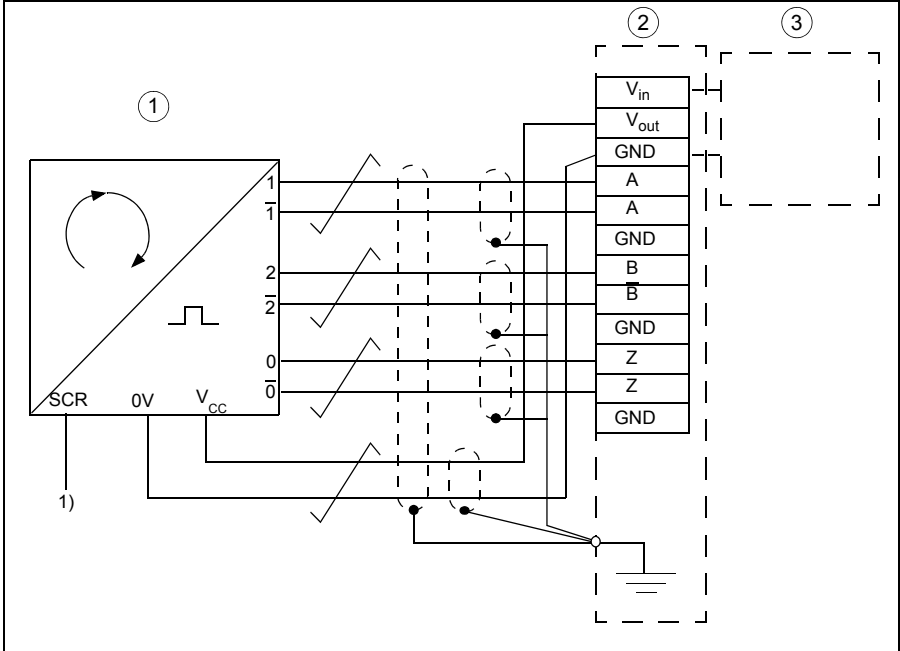 ②
③
①
Vin
Vout
GND
A
A
GND
B
B̅
GND
Z
Z
GND
1
1̅
2
2̅
0
0̅
SCR
0V
VCC
1)